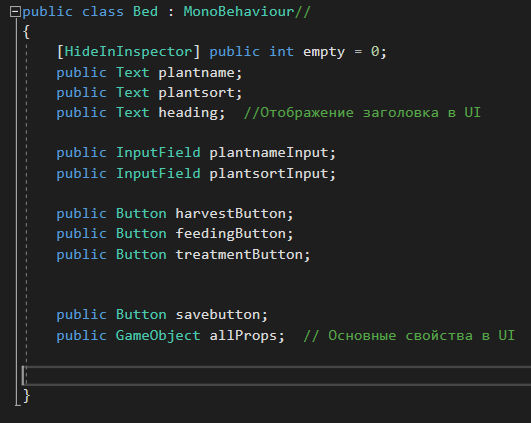 public class Bed : MonoBehaviour//
{
[HideInInspector] public int empty = 0;
public Text plantname;
public Text plantsort;
public Text heading;  //Отображение заголовка в UI
public InputField plantnameInput;
public InputField plantsortInput;
public Button harvestButton;
public Button feedingButton;
public Button treatmentButton;
public Button savebutton;
public GameObject allProps;  // Основные свойства в UI
}